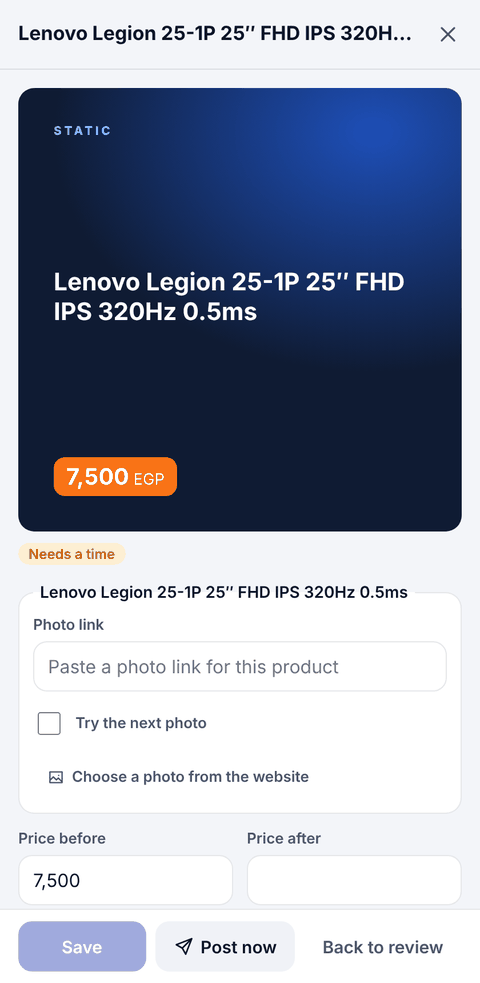 Lenovo Legion 25-1P 25″ FHD IPS 320H...
STATIC
Lenovo Legion 25-1P 25″ FHD
IPS 320Hz 0.5ms
7,500 EGP
Needs a time
Lenovo Legion 25-1P 25″ FHD IPS 320Hz 0.5ms
Photo link
Paste a photo link for this product
Try the next photo
Choose a photo from the website
Price before
Price after
7,500
Save
Post now
Back to review